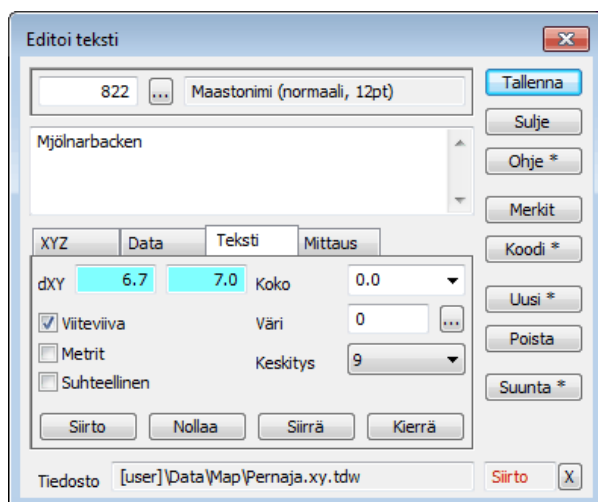 Editoi teksti
822 ... Maastonimi (normaali, 12pt)
Tallenna
Sulje
Mjölnarbacken
Ohje *
Merkit
XYZ Data Teksti Mittaus
Koodi *
dXY 6.7 7.0 Koko 0.0
Uusi *
Viiteviiva Väri 0 ...
Poista
Metrit
Keskitys 9
Suhteellinen
Suunta *
Siirto Nollaa Siirrä Kierrä
Tiedosto [user]\Data\Map\Pernaja.xy.tdw Siirto X